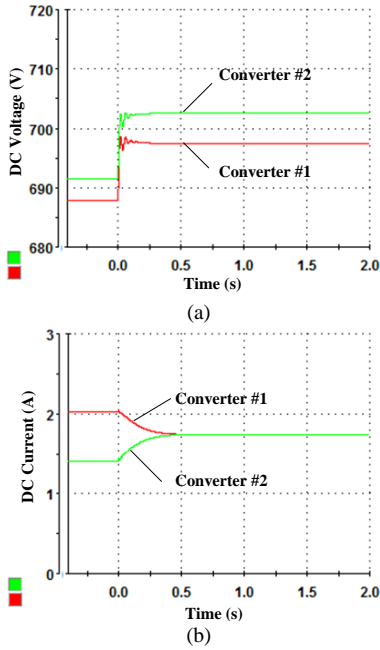 720
710
700
690
680
DC Voltage (V)
Converter #2
Converter #1
0.0 0.5 1.0 1.5 2.0
Time (s)
(a)
3
2
1
0
DC Current (A)
Converter #1
Converter #2
0.0 0.5 1.0 1.5 2.0
Time (s)
(b)